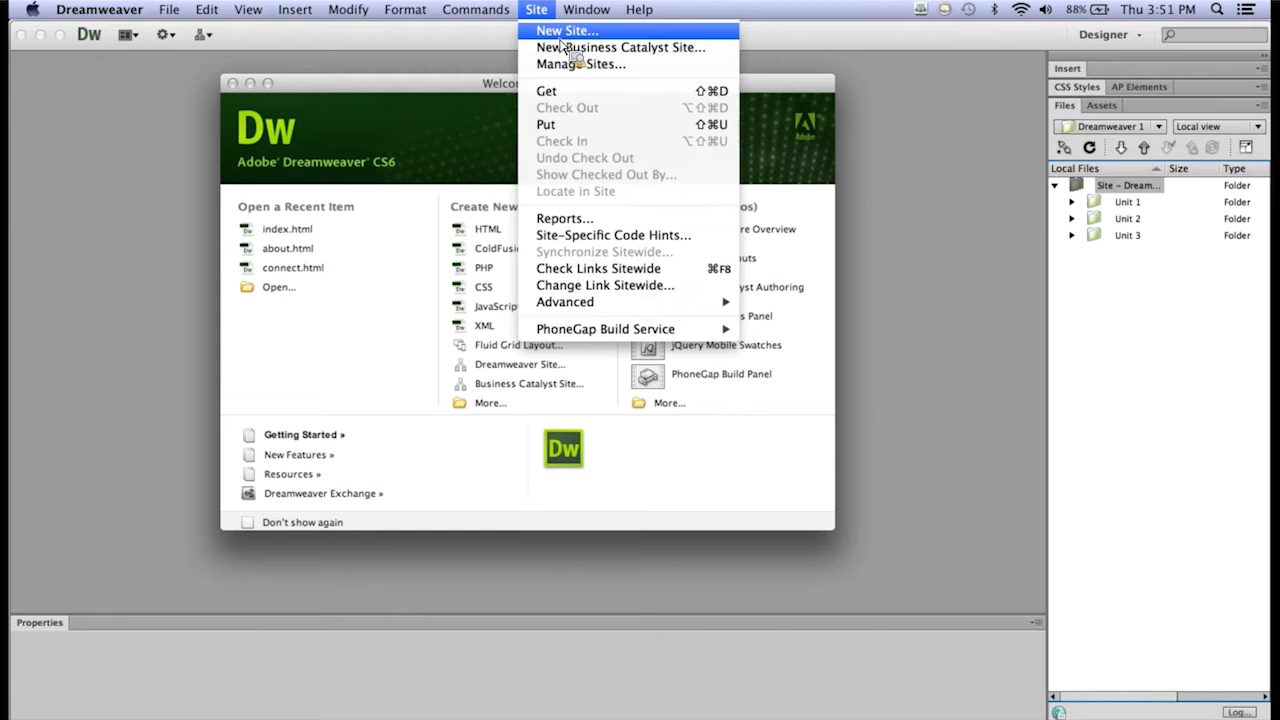 Dreamweaver File Edit View Insert Modify Format Commands Site Window Help 88% Thu 3:51 PM
Dw Designer
New Site...
New Business Catalyst Site...
Manage Sites...
Get ⇧⌘D
Check Out ⌥⇧⌘D
Put ⇧⌘U
Check In ⌥⇧⌘U
Undo Check Out
Show Checked Out By...
Locate in Site
Reports...
Site-Specific Code Hints...
Synchronize Sitewide...
Check Links Sitewide ⌘F8
Change Link Sitewide...
Advanced
PhoneGap Build Service
Dw
Adobe® Dreamweaver® CS6
Adobe
Open a Recent Item
index.html
about.html
connect.html
Open...
Create New
HTML
PHP
CSS
XML
Fluid Grid Layout...
Dreamweaver Site...
Business Catalyst Site...
More...
Overview
Authoring
Panel
jQuery Mobile Swatches
PhoneGap Build Panel
More...
Getting Started »
New Features »
Resources »
Dreamweaver Exchange »
Dw
Don't show again
Properties
Insert
CSS Styles AP Elements
Files Assets
Dreamweaver 1 Local view
Local Files Size Type
Site - Dream... Folder
Unit 1 Folder
Unit 2 Folder
Unit 3 Folder
Log...